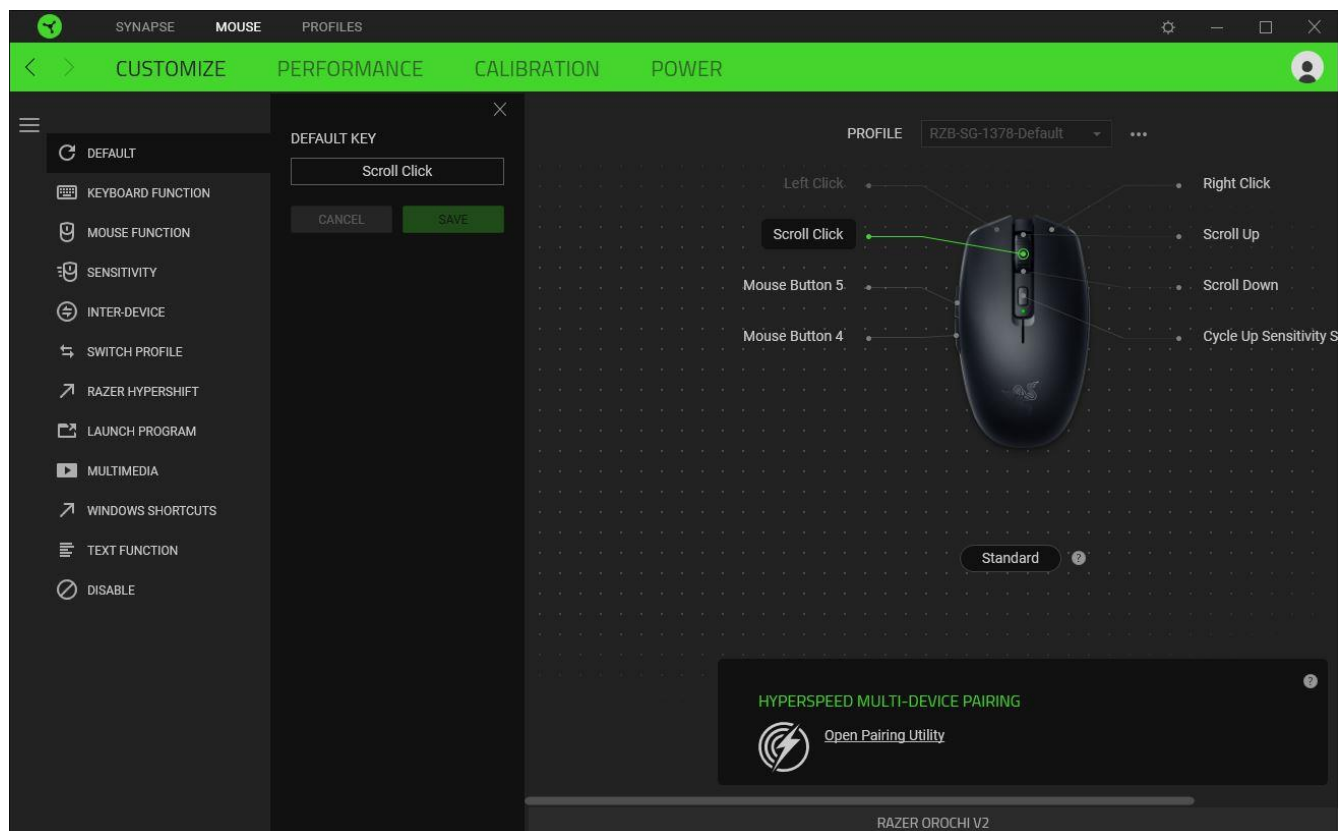 SYNAPSE MOUSE PROFILES
CUSTOMIZE PERFORMANCE CALIBRATION POWER
DEFAULT
KEYBOARD FUNCTION
MOUSE FUNCTION
SENSITIVITY
INTER-DEVICE
SWITCH PROFILE
RAZER HYPERSHIFT
LAUNCH PROGRAM
MULTIMEDIA
WINDOWS SHORTCUTS
TEXT FUNCTION
DISABLE
DEFAULT KEY
Scroll Click
CANCEL SAVE
PROFILE RZB-SG-1378-Default
Left Click
Scroll Click
Mouse Button 5
Mouse Button 4
Right Click
Scroll Up
Scroll Down
Cycle Up Sensitivity S
Standard ?
?
HYPERSPEED MULTI-DEVICE PAIRING
Open Pairing Utility
RAZER OROCHI V2